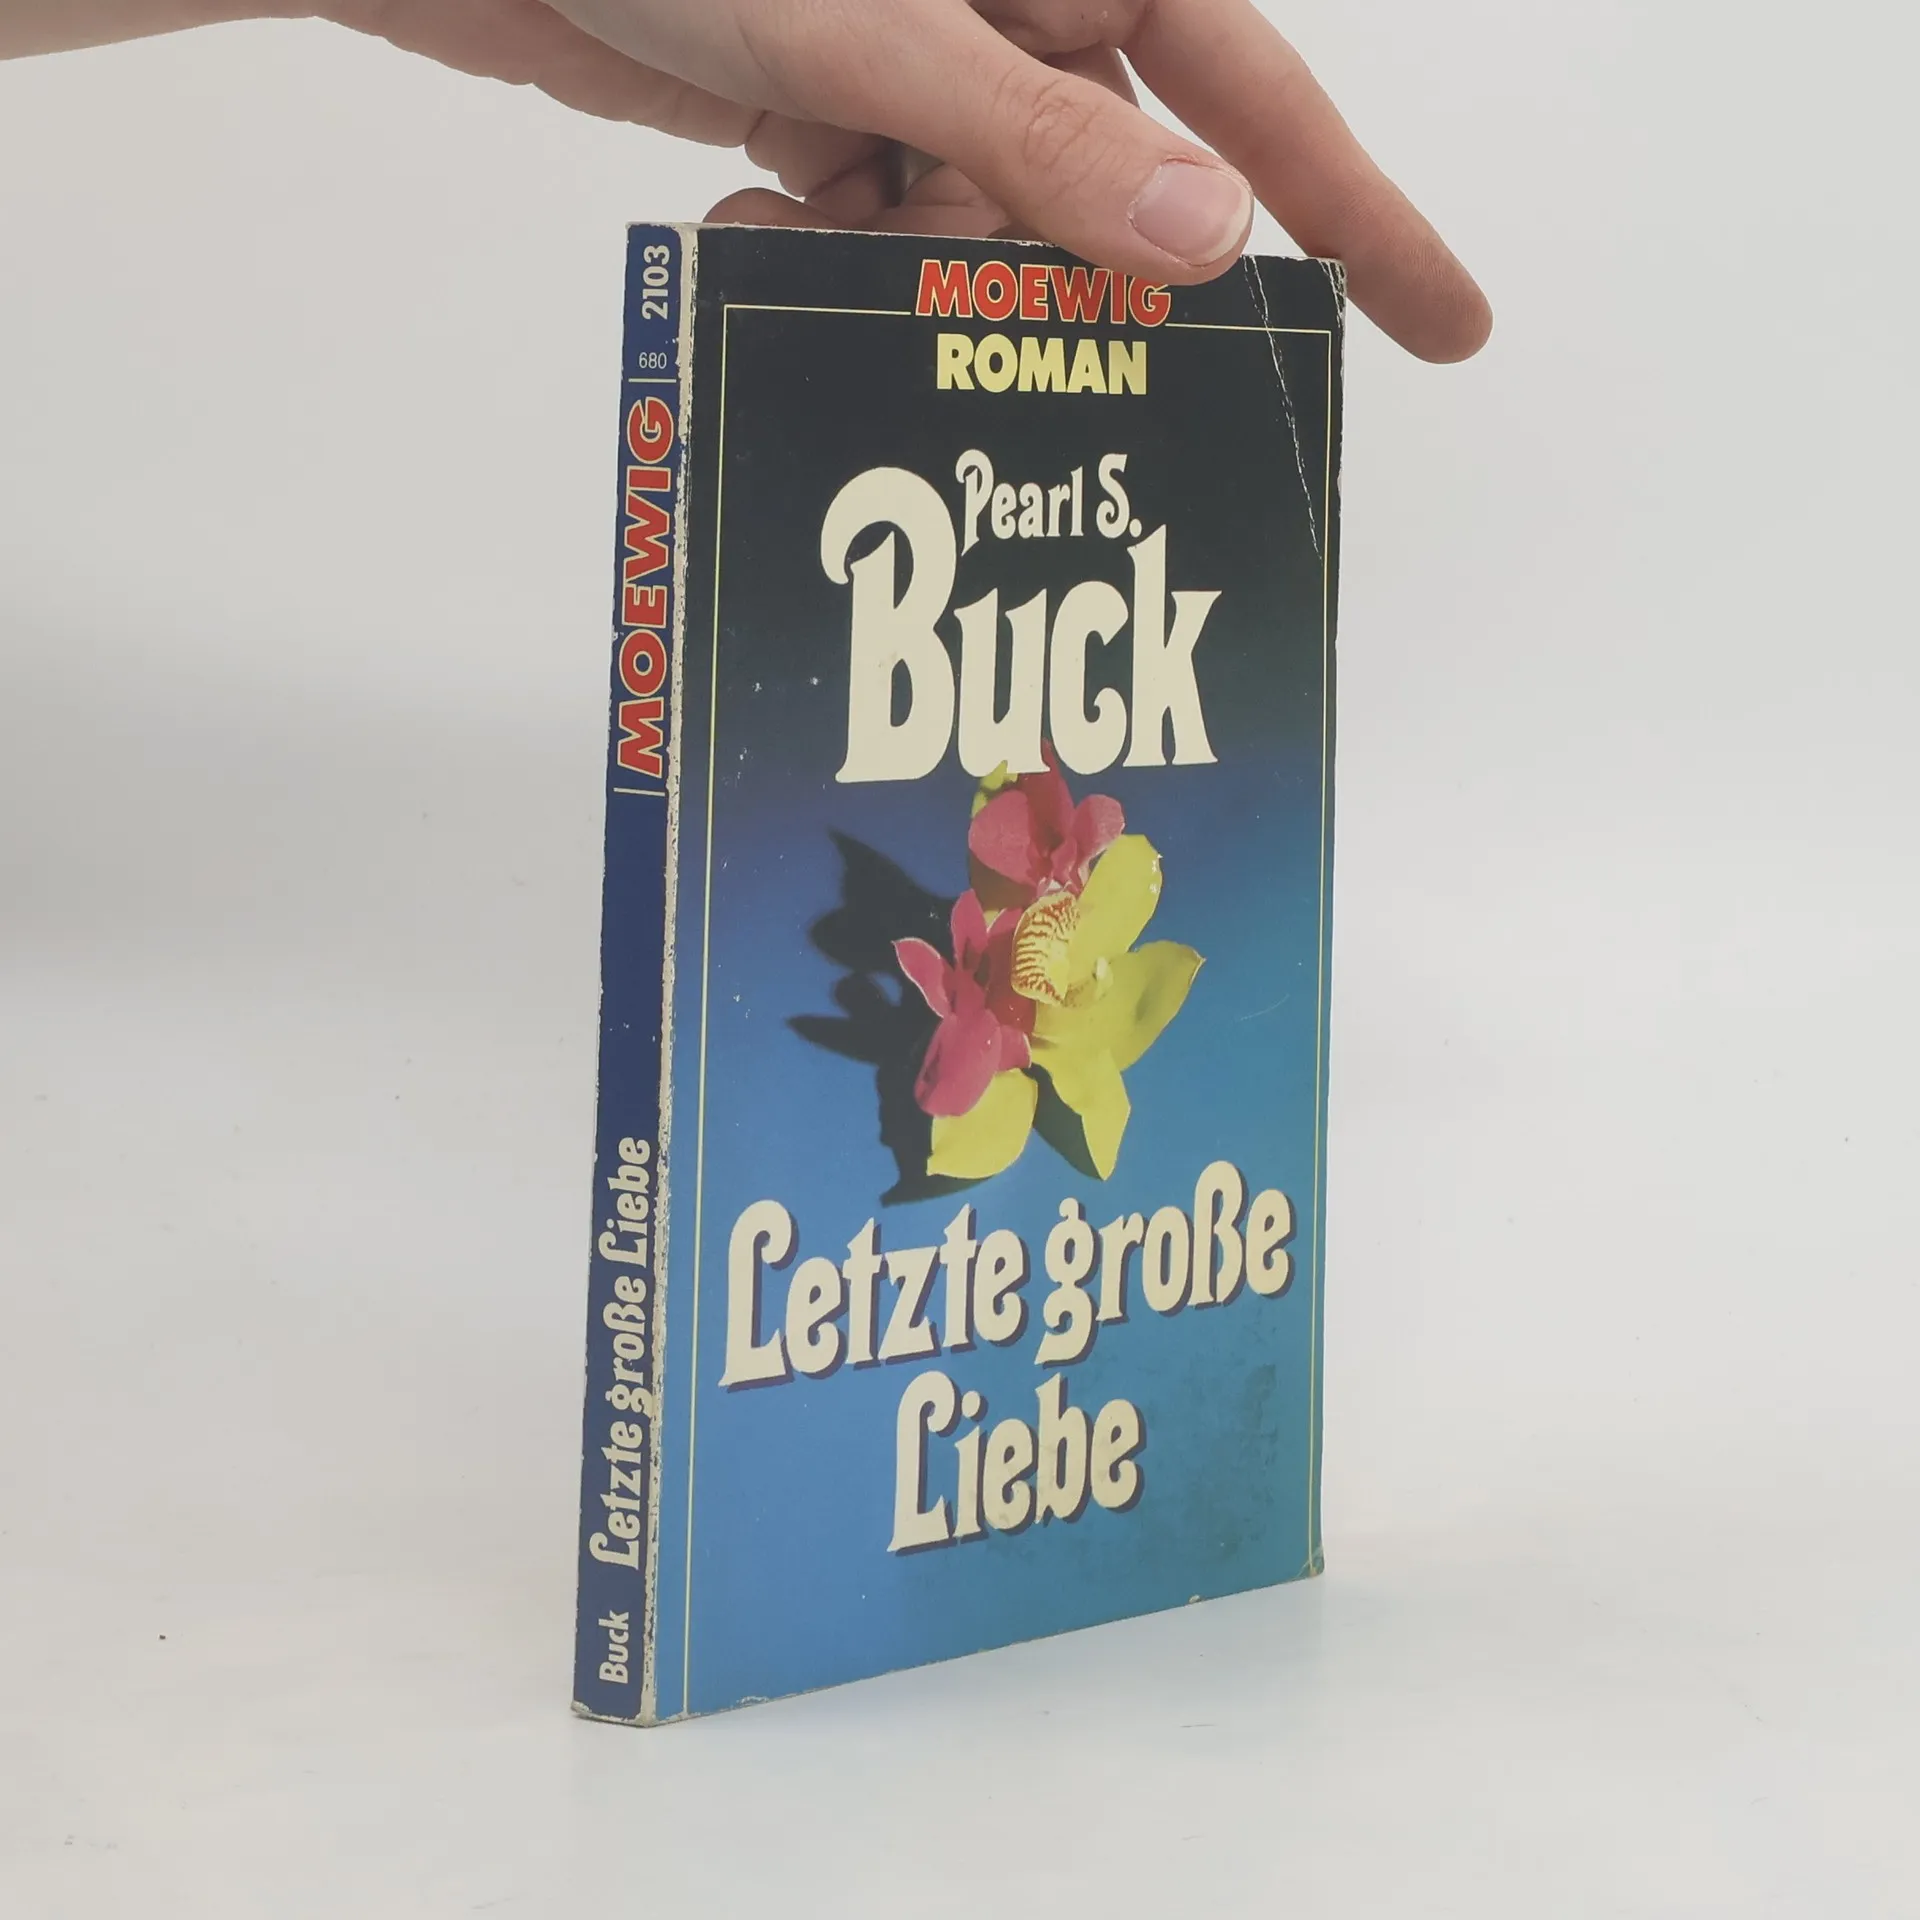 MOEWIG
ROMAN
Pearl S.
Buck
Letzte große
Liebe
2103
680
MOEWIG
Letzte große Liebe
Buck